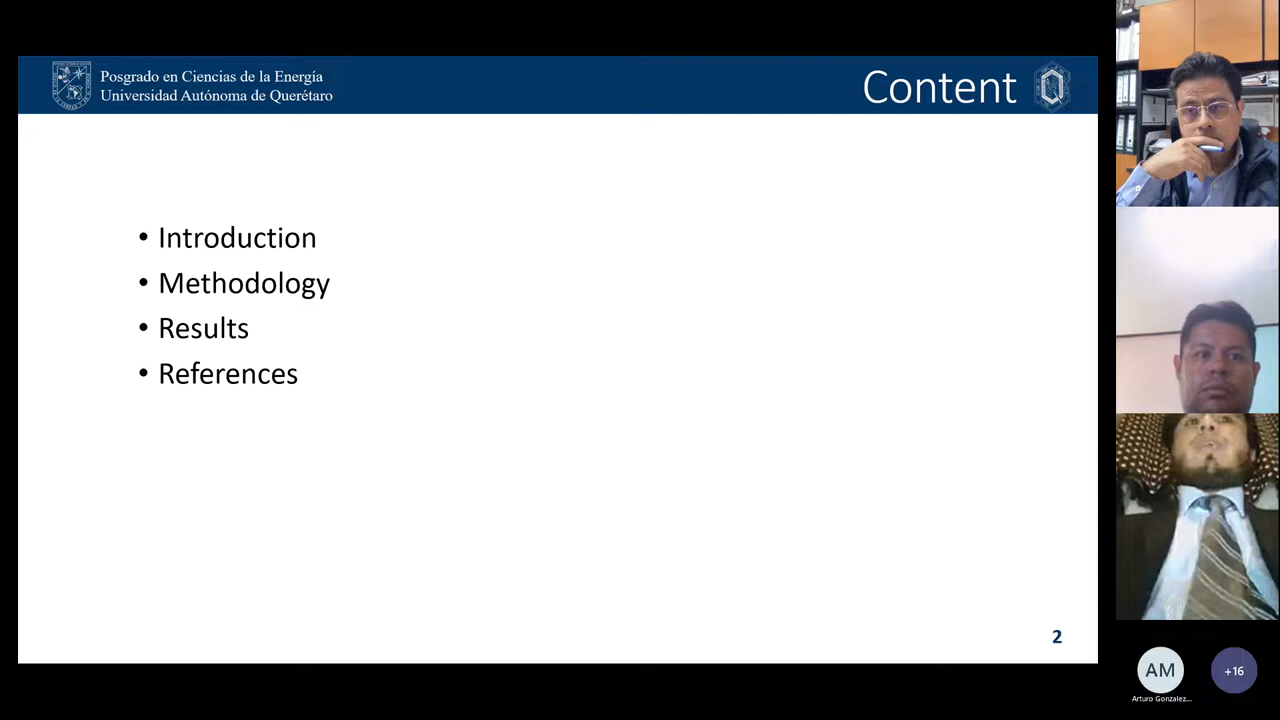 Posgrado en Ciencias de la Energía
Universidad Autónoma de Querétaro
Content
• Introduction
• Methodology
• Results
• References
2
AM
+16
Arturo Gonzalez...